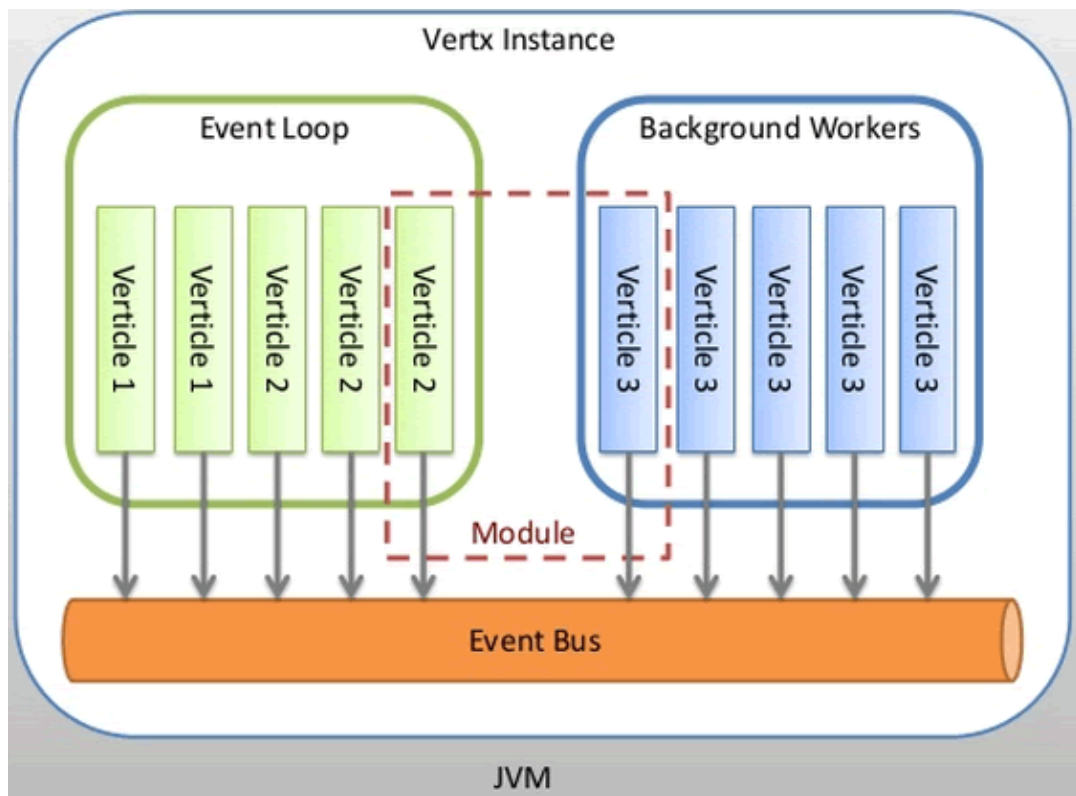 Vertx Instance
Event Loop
Background Workers
Verticle 1
Verticle 1
Verticle 2
Verticle 2
Verticle 2
Verticle 3
Verticle 3
Verticle 3
Verticle 3
Verticle 3
Module
Event Bus
JVM